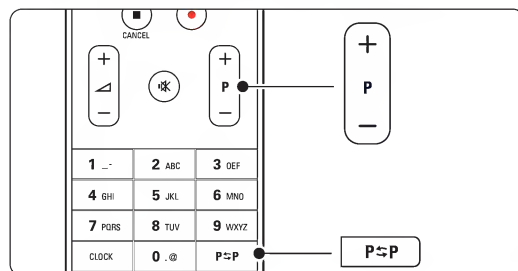 CANCEL
+ + +
P P
— — —
1 _- 2 ABC 3 OEF
4 GHI 5 JKL 6 MNO
7 PQRS 8 TUV 9 WXYZ
CLOCK 0 .@ P⇆P P⇆P